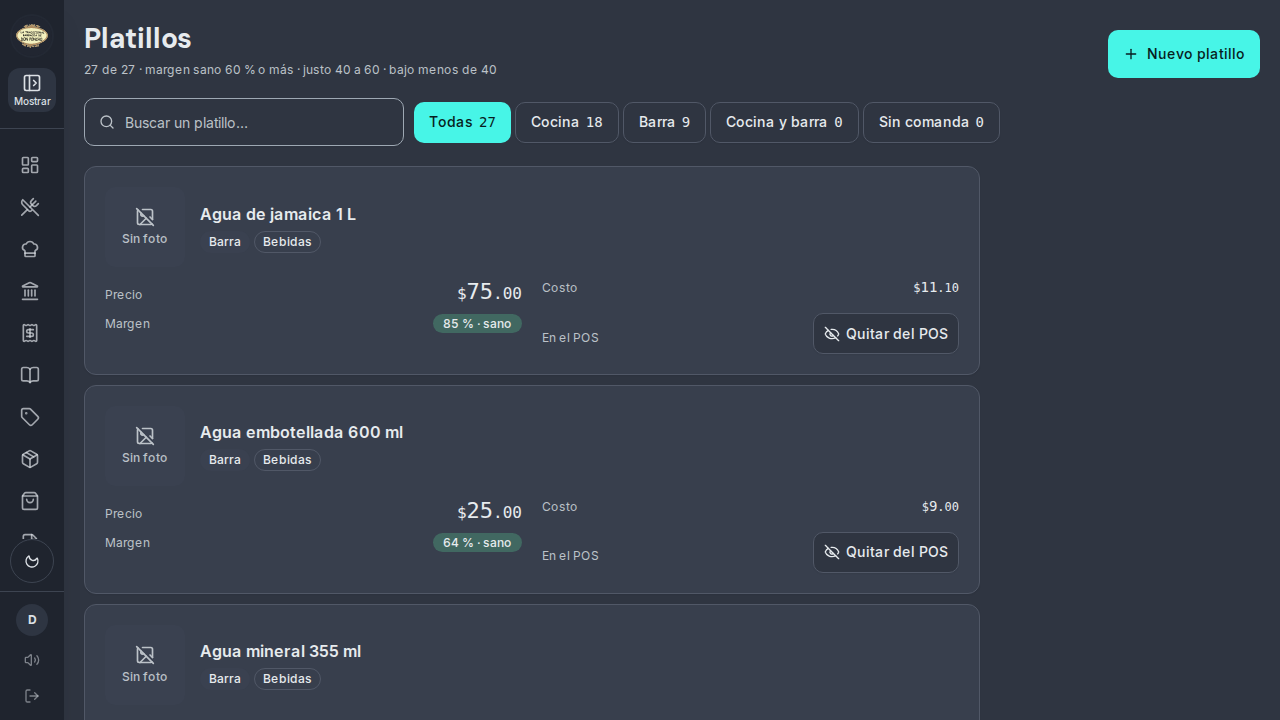 Platillos
27 de 27 · margen sano 60 % o más · justo 40 a 60 · bajo menos de 40
Nuevo platillo
Mostrar
Buscar un platillo...
Todas 27
Cocina 18
Barra 9
Cocina y barra 0
Sin comanda 0
Sin foto
Agua de jamaica 1 L
Barra
Bebidas
Precio
$75.00
Costo
$11.10
Margen
85 % · sano
En el POS
Quitar del POS
Sin foto
Agua embotellada 600 ml
Barra
Bebidas
Precio
$25.00
Costo
$9.00
Margen
64 % · sano
En el POS
Quitar del POS
Sin foto
Agua mineral 355 ml
Barra
Bebidas
D